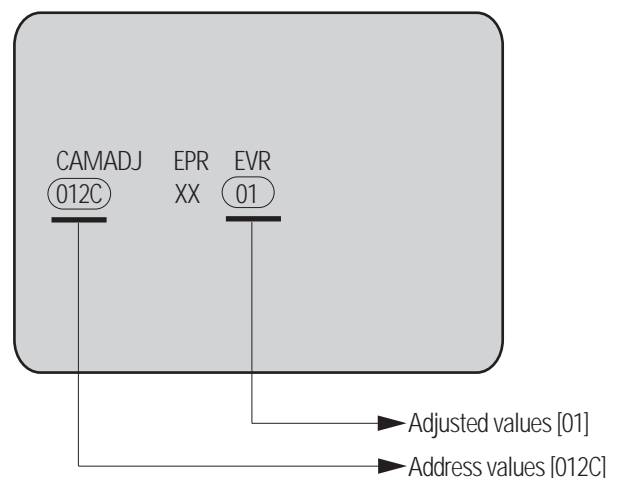 CAMADJ EPR EVR
012C XX 01
Adjusted values [01]
Address values [012C]